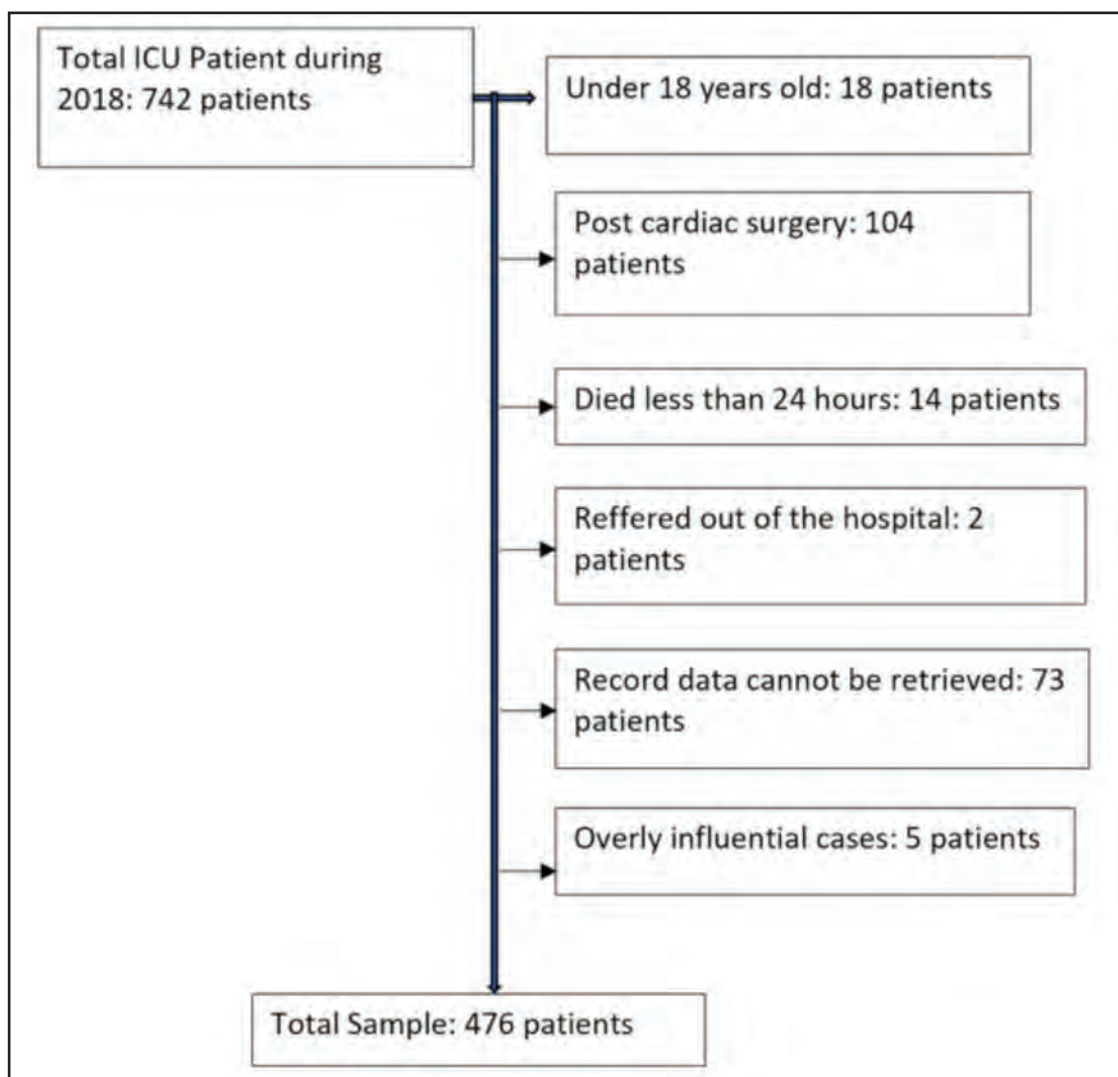 Total ICU Patient during
2018: 742 patients
Under 18 years old: 18 patients
Post cardiac surgery: 104
patients
Died less than 24 hours: 14 patients
Reffered out of the hospital: 2
patients
Record data cannot be retrieved: 73
patients
Overly influential cases: 5 patients
Total Sample: 476 patients